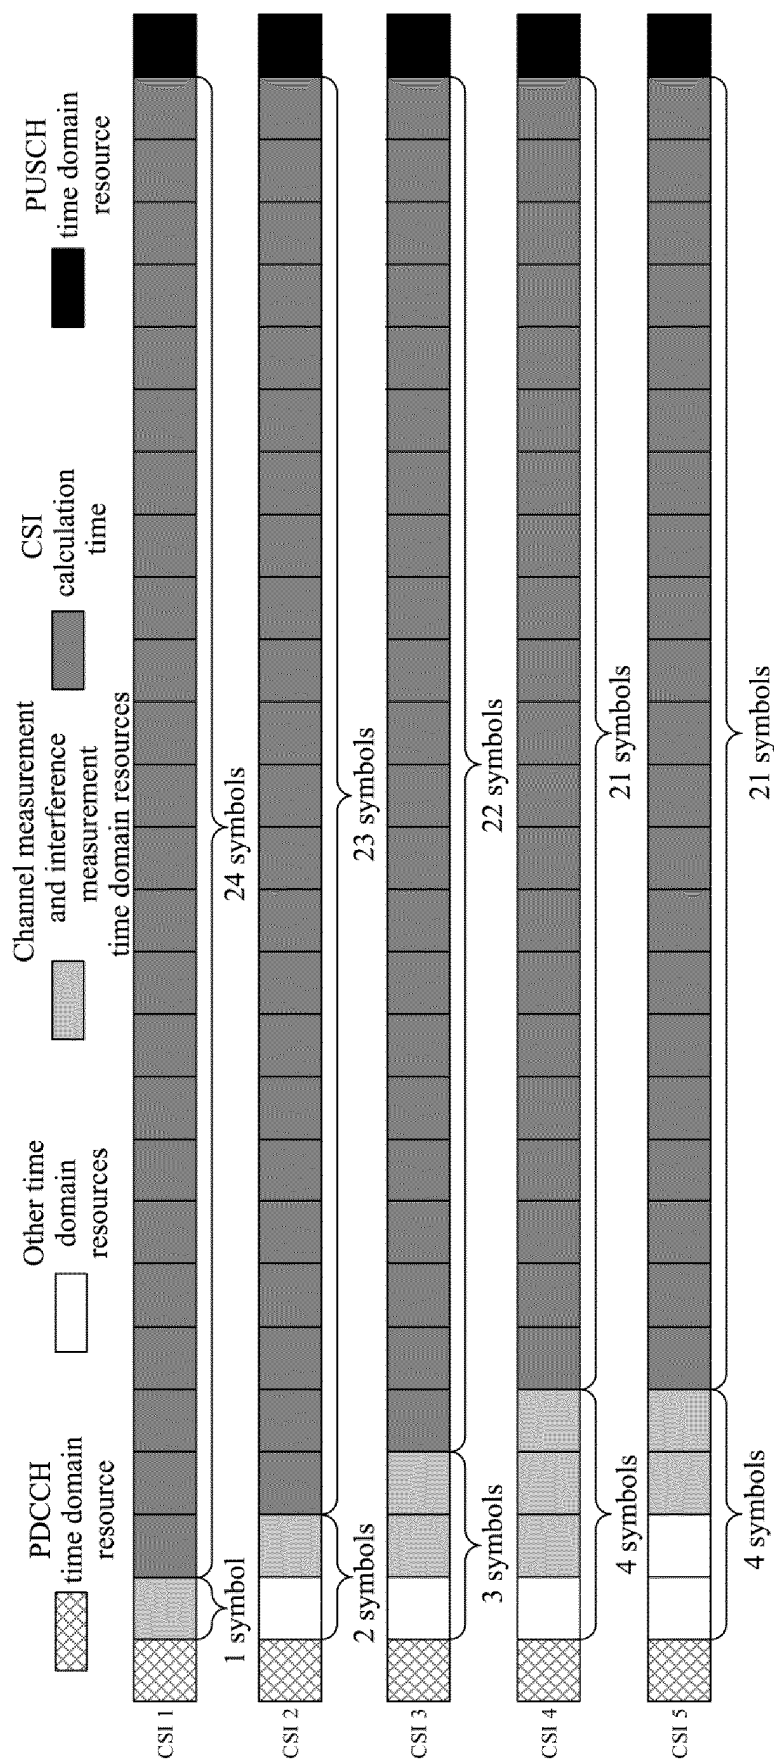 PDCCH
time domain
resource
Other time
domain
resources
Channel measurement
and interference
measurement
time domain resources
CSI
calculation
time
PUSCH
time domain
resource
CSI 1
1 symbol
24 symbols
CSI 2
2 symbols
23 symbols
CSI 3
3 symbols
22 symbols
CSI 4
4 symbols
21 symbols
CSI 5
4 symbols
21 symbols